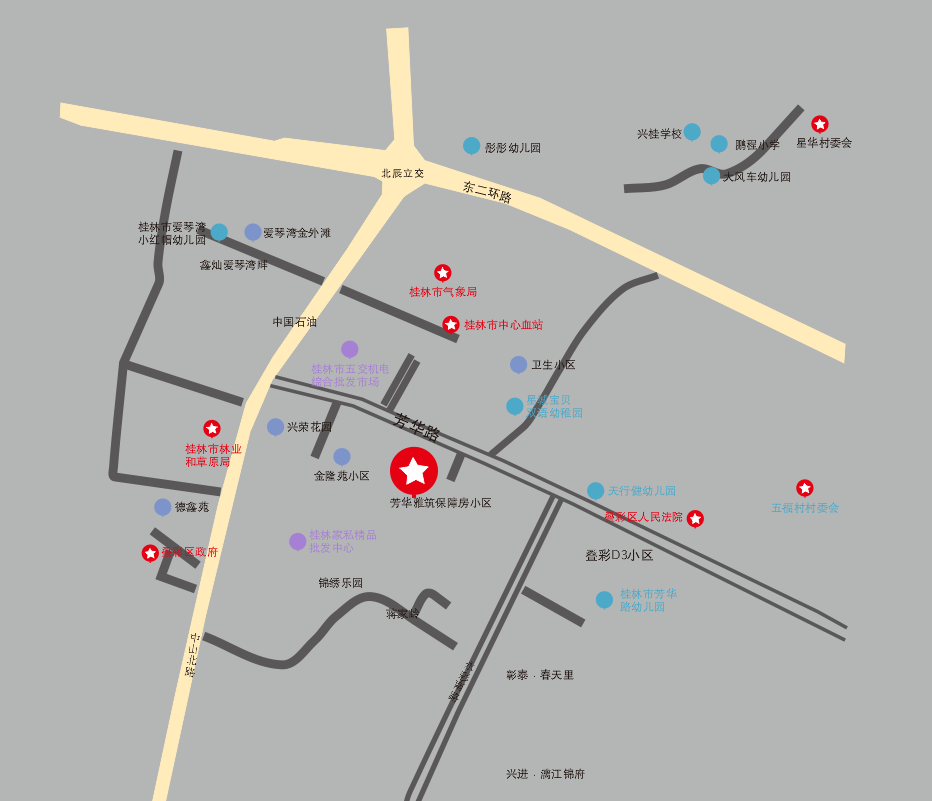 兴桂学校
鹏程小学
星华村委会
彤彤幼儿园
北辰立交
大风车幼儿园
东二环路
桂林市爱琴湾
小红帽幼儿园
爱琴湾金外滩
鑫灿爱琴湾畔
桂林市气象局
中国石油
桂林市中心血站
桂林市五交机电
综合批发市场
卫生小区
双语幼稚园
芳华路
兴荣花园
桂林市林业
和草原局
金隆苑小区
芳华雅筑保障房小区
天行健幼儿园
五福村村委会
德鑫苑
叠彩区人民法院
桂林家私精品
批发中心
叠彩区政府
叠彩D3小区
锦绣乐园
桂林市芳华
路幼儿园
蒋家岭
中山北路
彰泰·春天里
兴进·漓江锦府